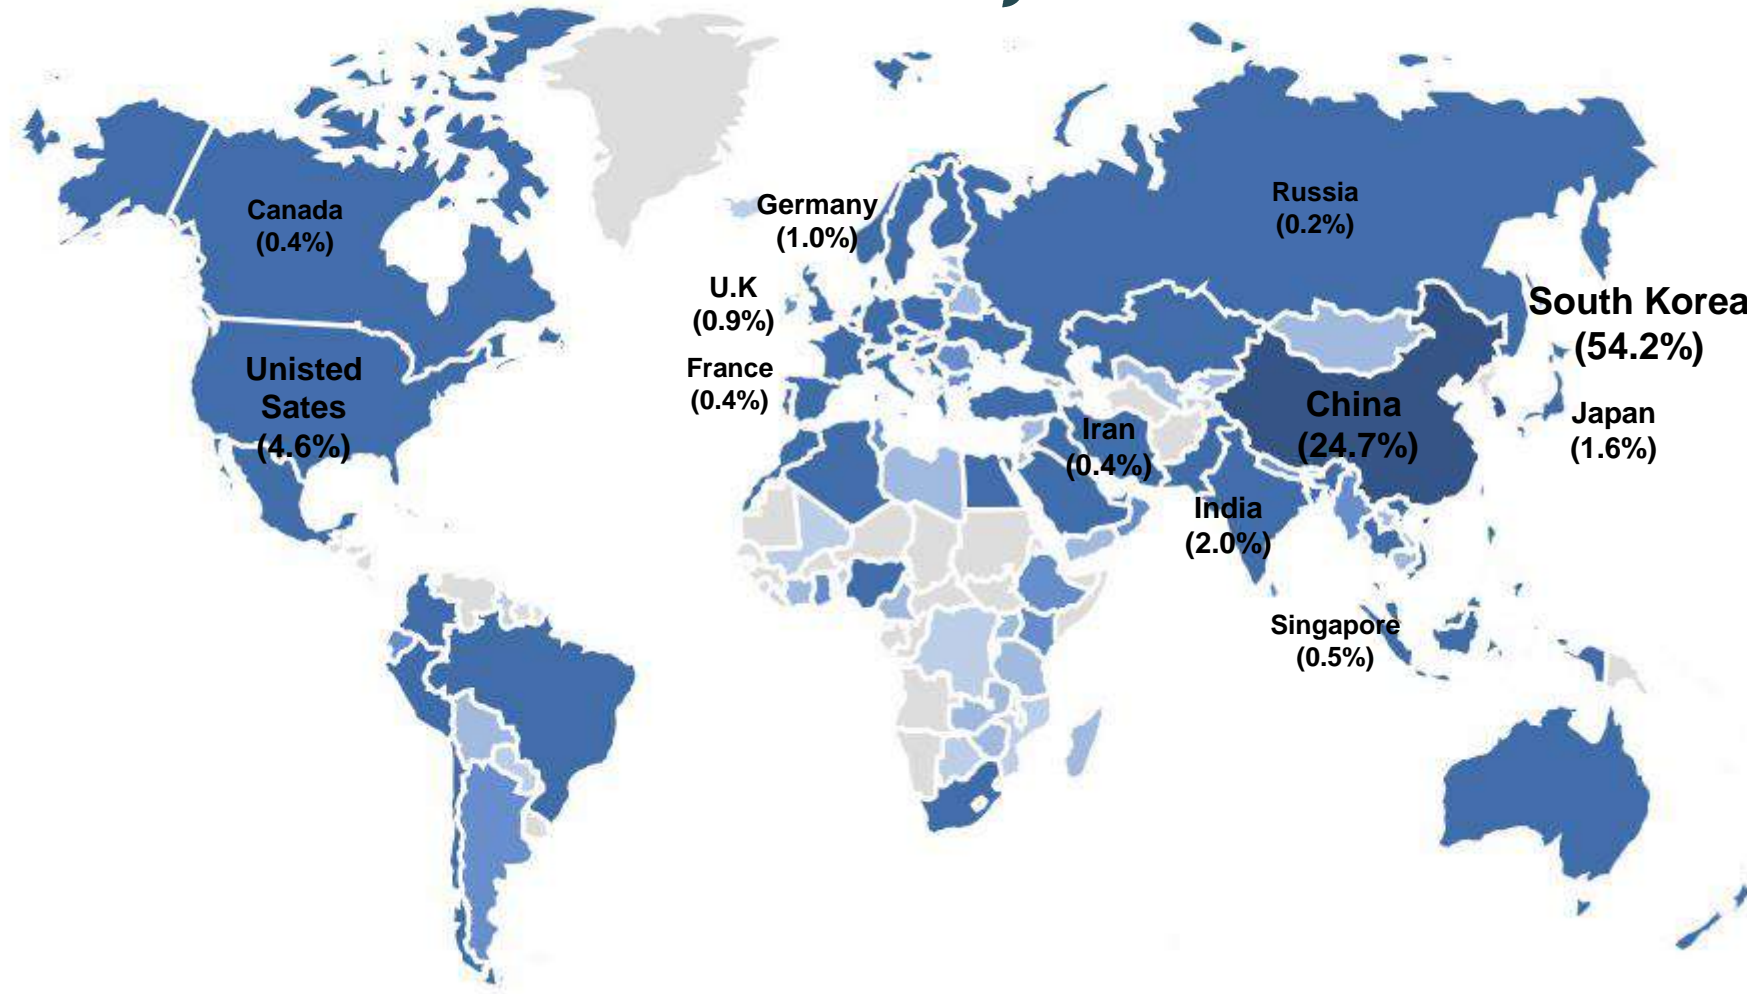 Canada
(0.4%)
Germany
(1.0%)
Russia
(0.2%)
U.K
(0.9%)
South Korea
(54.2%)
Unisted
Sates
(4.6%)
France
(0.4%)
China
(24.7%)
Japan
(1.6%)
Iran
(0.4%)
India
(2.0%)
Singapore
(0.5%)